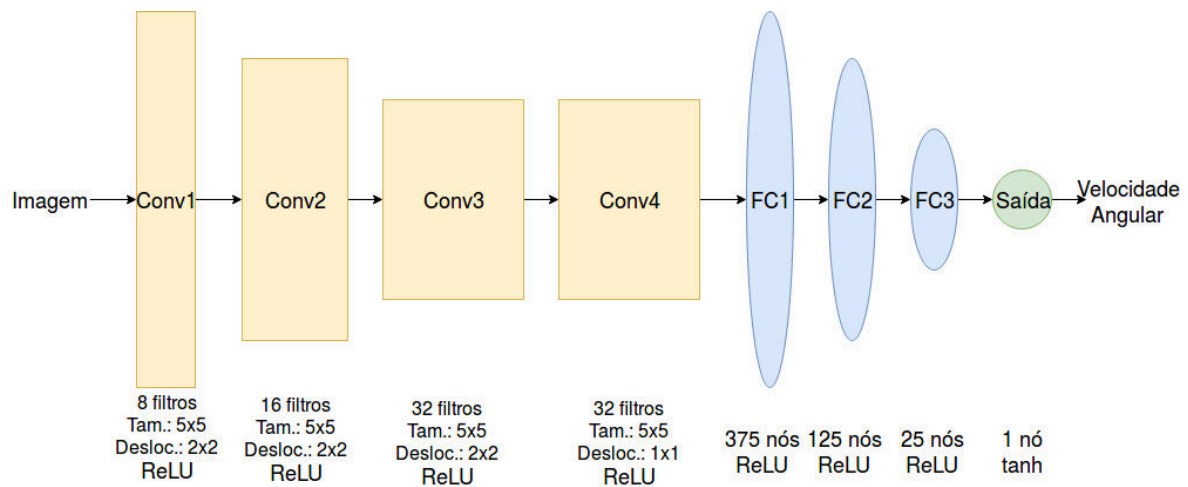 Imagem
Conv1
Conv2
Conv3
Conv4
FC1
FC2
FC3
Saída
Velocidade
Angular
8 filtros
Tam.: 5x5
Desloc.: 2x2
ReLU
16 filtros
Tam.: 5x5
Desloc.: 2x2
ReLU
32 filtros
Tam.: 5x5
Desloc.: 2x2
ReLU
32 filtros
Tam.: 5x5
Desloc.: 1x1
ReLU
375 nós
ReLU
125 nós
ReLU
25 nós
ReLU
1 nó
tanh